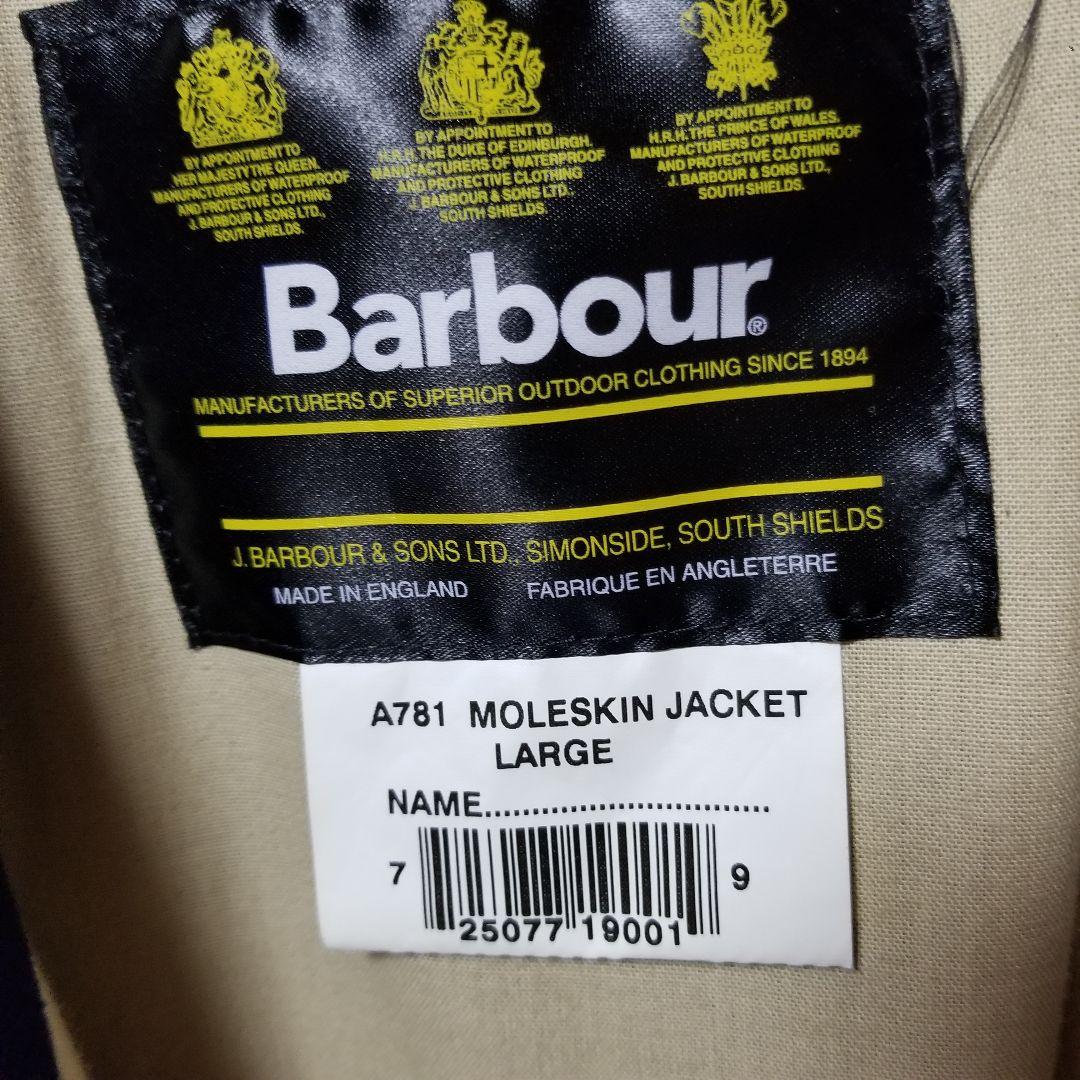 BY APPOINTMENT TO
HER MAJESTY THE QUEEN.
MANUFACTURERS OF WATERPROOF
AND PROTECTIVE CLOTHING
J. BARBOUR & SONS LTD.,
SOUTH SHIELDS.
BY APPOINTMENT TO
H.R.H. THE DUKE OF EDINBURGH.
MANUFACTURERS OF WATERPROOF
AND PROTECTIVE CLOTHING
J. BARBOUR & SONS LTD.,
SOUTH SHIELDS.
BY APPOINTMENT TO
H.R.H. THE PRINCE OF WALES.
MANUFACTURERS OF WATERPROOF
AND PROTECTIVE CLOTHING
J. BARBOUR & SONS LTD.,
SOUTH SHIELDS.
Barbour®
MANUFACTURERS OF SUPERIOR OUTDOOR CLOTHING SINCE 1894
J. BARBOUR & SONS LTD., SIMONSIDE, SOUTH SHIELDS
MADE IN ENGLAND FABRIQUE EN ANGLETERRE
A781 MOLESKIN JACKET
LARGE
NAME..............................
7 25077 19001 9